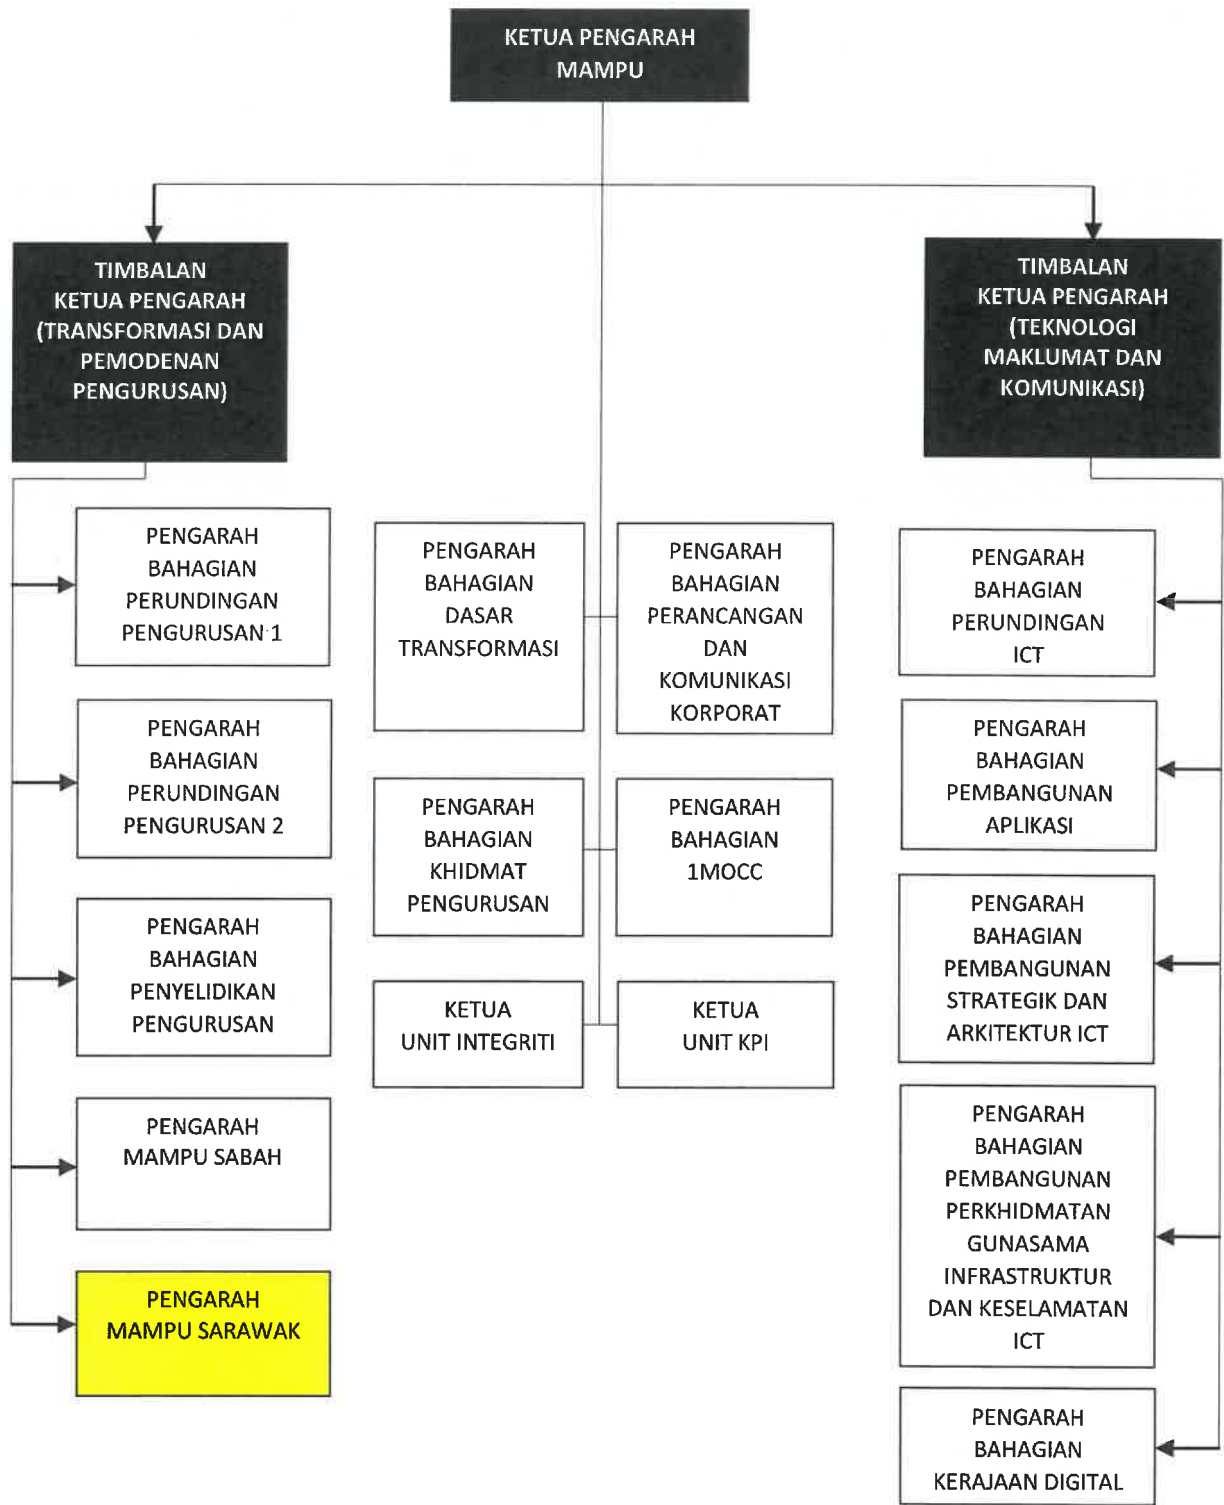 KETUA PENGARAH
MAMPU
TIMBALAN
KETUA PENGARAH
(TRANSFORMASI DAN
PEMODENAN
PENGURUSAN)
TIMBALAN
KETUA PENGARAH
(TEKNOLOGI
MAKLUMAT DAN
KOMUNIKASI)
PENGARAH
BAHAGIAN
PERUNDINGAN
PENGURUSAN 1
PENGARAH
BAHAGIAN
PERUNDINGAN
PENGURUSAN 2
PENGARAH
BAHAGIAN
PENYELIDIKAN
PENGURUSAN
PENGARAH
MAMPU SABAH
PENGARAH
MAMPU SARAWAK
PENGARAH
BAHAGIAN
DASAR
TRANSFORMASI
PENGARAH
BAHAGIAN
PERANCANGAN
DAN
KOMUNIKASI
KORPORAT
PENGARAH
BAHAGIAN
KHIDMAT
PENGURUSAN
PENGARAH
BAHAGIAN
1MOCC
KETUA
UNIT INTEGRITI
KETUA
UNIT KPI
PENGARAH
BAHAGIAN
PERUNDINGAN
ICT
PENGARAH
BAHAGIAN
PEMBANGUNAN
APLIKASI
PENGARAH
BAHAGIAN
PEMBANGUNAN
STRATEGIK DAN
ARKITEKTUR ICT
PENGARAH
BAHAGIAN
PEMBANGUNAN
PERKHIDMATAN
GUNASAMA
INFRASTRUKTUR
DAN KESELAMATAN
ICT
PENGARAH
BAHAGIAN
KERAJAAN DIGITAL